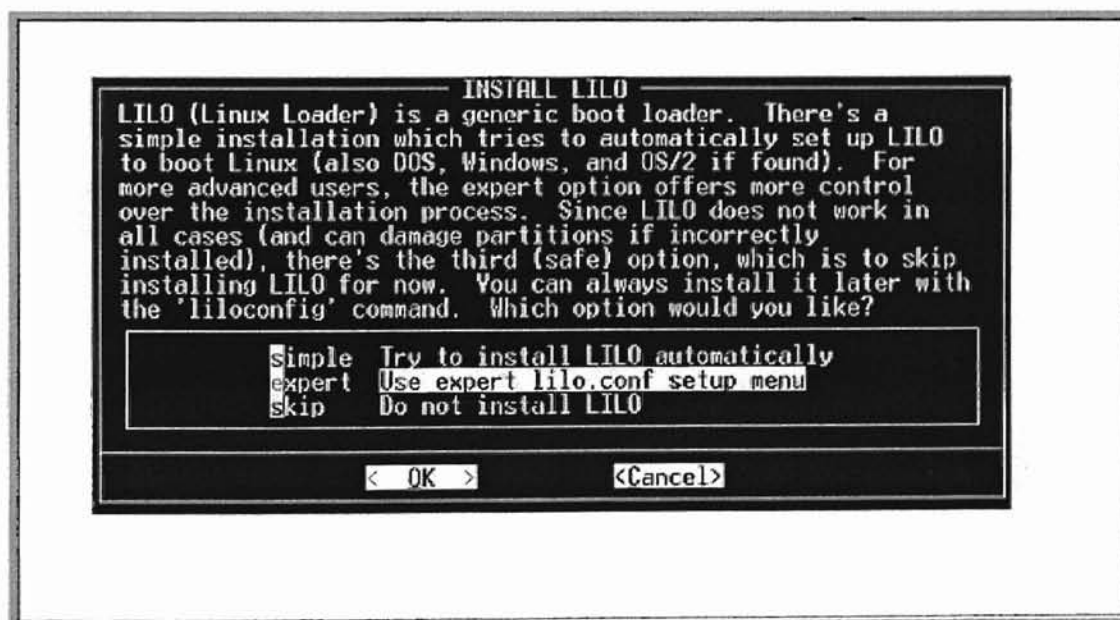 INSTALL LILO
LILO (Linux Loader) is a generic boot loader.  There's a
simple installation which tries to automatically set up LILO
to boot Linux (also DOS, Windows, and OS/2 if found).  For
more advanced users, the expert option offers more control
over the installation process.  Since LILO does not work in
all cases (and can damage partitions if incorrectly
installed), there's the third (safe) option, which is to skip
installing LILO for now.  You can always install it later with
the 'liloconfig' command.  Which option would you like?
simple  Try to install LILO automatically
expert  Use expert lilo.conf setup menu
skip    Do not install LILO
<  OK  >  <Cancel>